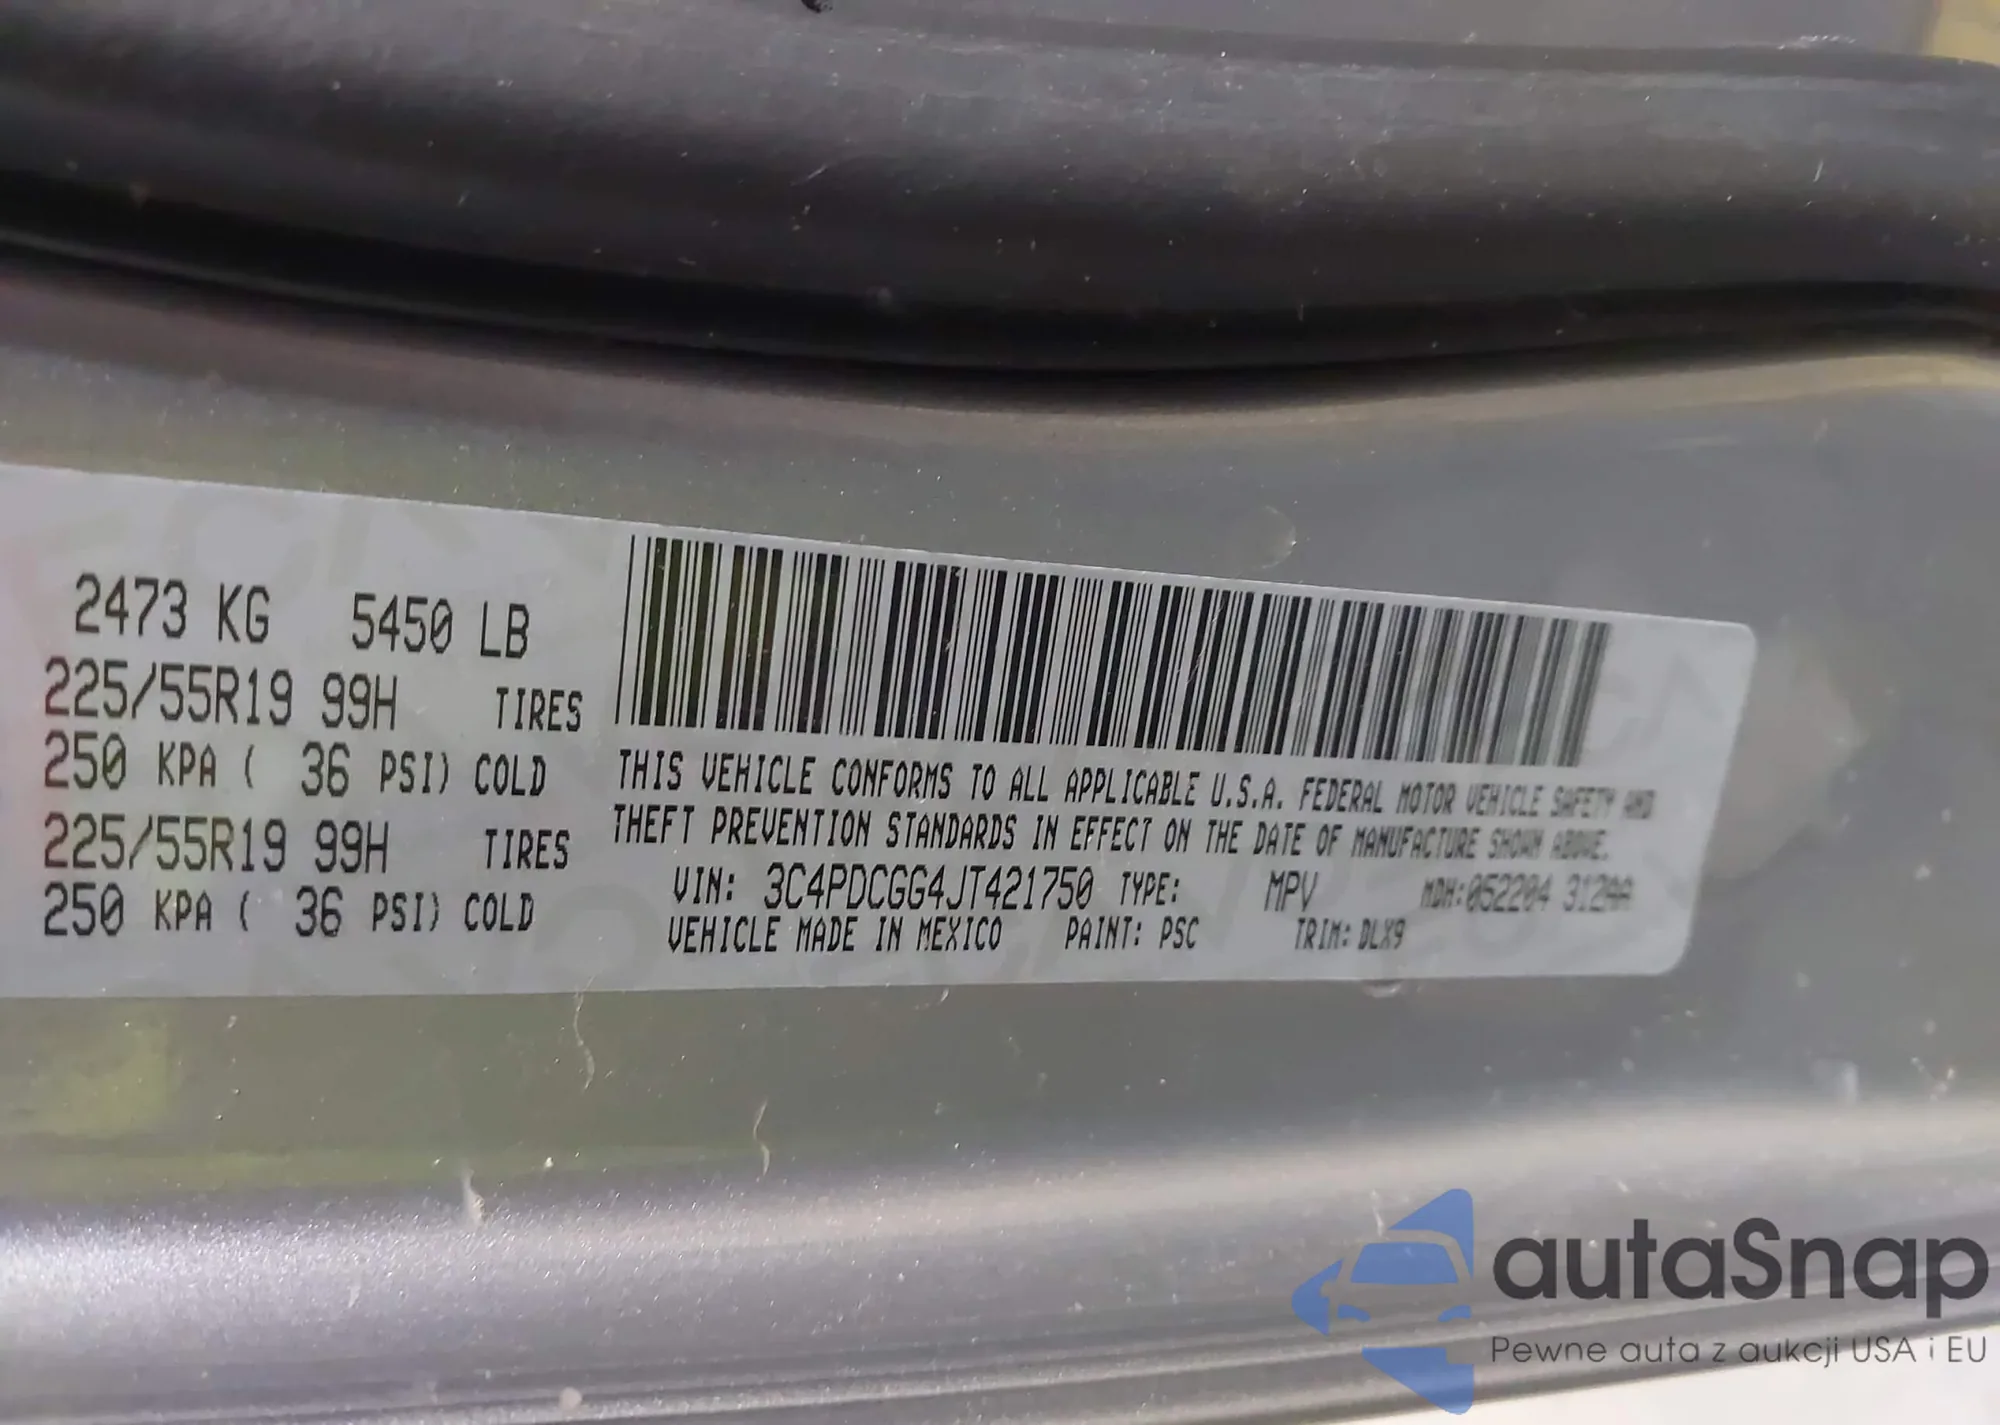 2473 KG 5450 LB
225/55R19 99H TIRES
250 KPA ( 36 PSI) COLD
225/55R19 99H TIRES
250 KPA ( 36 PSI) COLD
THIS VEHICLE CONFORMS TO ALL APPLICABLE U.S.A. FEDERAL MOTOR VEHICLE SAFETY AND
THEFT PREVENTION STANDARDS IN EFFECT ON THE DATE OF MANUFACTURE SHOWN ABOVE.
VIN: 3C4PDCGG4JT421750 TYPE: MPV MDH:052204 312AA
VEHICLE MADE IN MEXICO PAINT: PSC TRIM: DLX9
autaSnap
Pewne auta z aukcji USA i EU